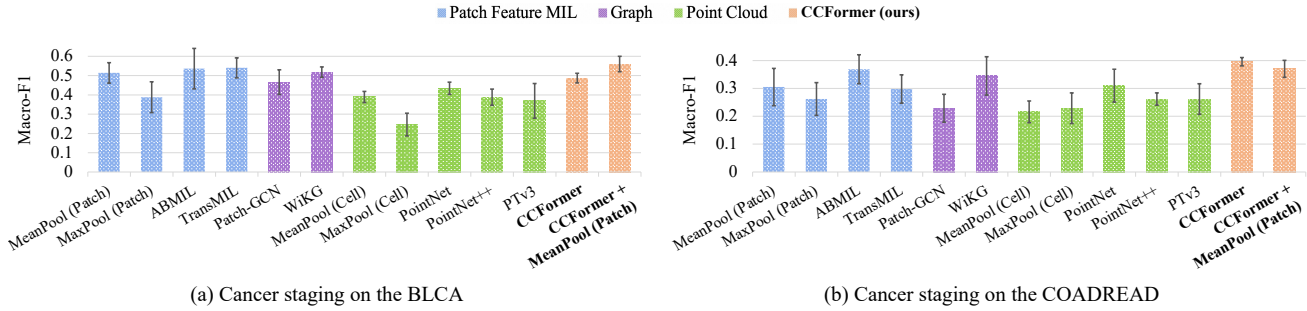 Patch Feature MIL Graph Point Cloud CCFormer (ours)
Macro-F1
0.6
0.5
0.4
0.3
0.2
0.1
0
MeanPool (Patch)
MaxPool (Patch)
ABMIL
TransMIL
Patch-GCN
WiKG
MeanPool (Cell)
MaxPool (Cell)
PointNet
PointNet++
PTv3
CCFormer
CCFormer +
MeanPool (Patch)
(a) Cancer staging on the BLCA
Macro-F1
0.4
0.3
0.2
0.1
0
MeanPool (Patch)
MaxPool (Patch)
ABMIL
TransMIL
Patch-GCN
WiKG
MeanPool (Cell)
MaxPool (Cell)
PointNet
PointNet++
PTv3
CCFormer
CCFormer +
MeanPool (Patch)
(b) Cancer staging on the COADREAD